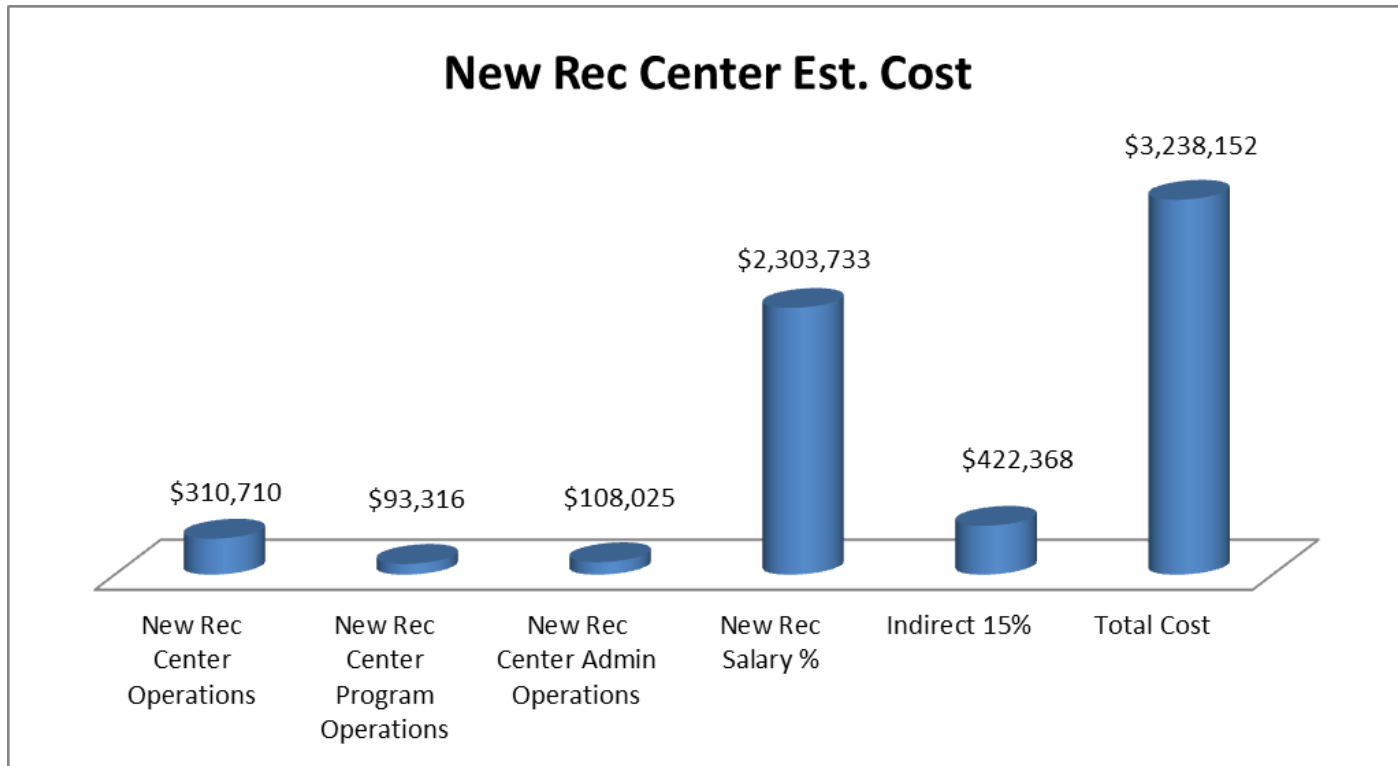 New Rec Center Est. Cost
$3,238,152
$2,303,733
$422,368
$310,710
$93,316
$108,025
New Rec
Center
Operations
New Rec
Center
Program
Operations
New Rec
Center Admin
Operations
New Rec
Salary %
Indirect 15%
Total Cost